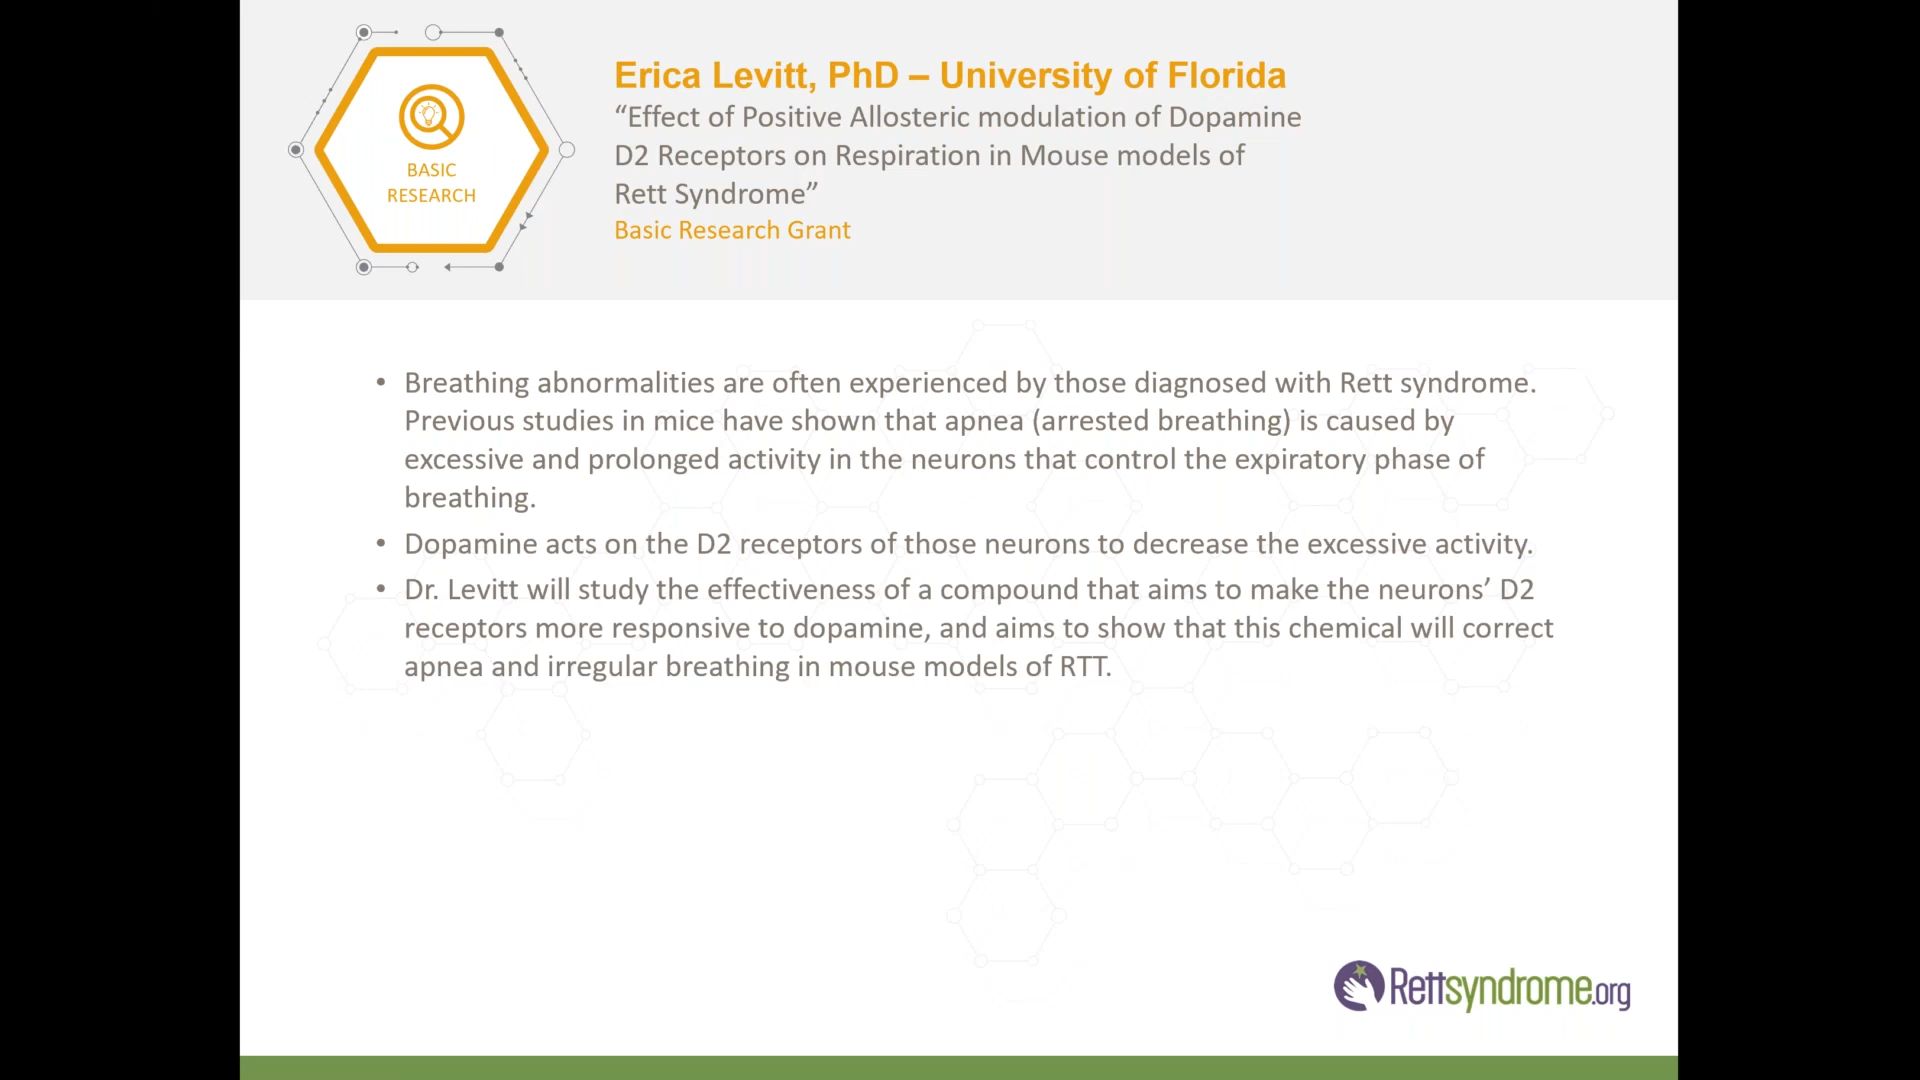 BASIC
RESEARCH
Erica Levitt, PhD – University of Florida
“Effect of Positive Allosteric modulation of Dopamine
D2 Receptors on Respiration in Mouse models of
Rett Syndrome”
Basic Research Grant
• Breathing abnormalities are often experienced by those diagnosed with Rett syndrome.
Previous studies in mice have shown that apnea (arrested breathing) is caused by
excessive and prolonged activity in the neurons that control the expiratory phase of
breathing.
• Dopamine acts on the D2 receptors of those neurons to decrease the excessive activity.
• Dr. Levitt will study the effectiveness of a compound that aims to make the neurons’ D2
receptors more responsive to dopamine, and aims to show that this chemical will correct
apnea and irregular breathing in mouse models of RTT.
Rettsyndrome.org